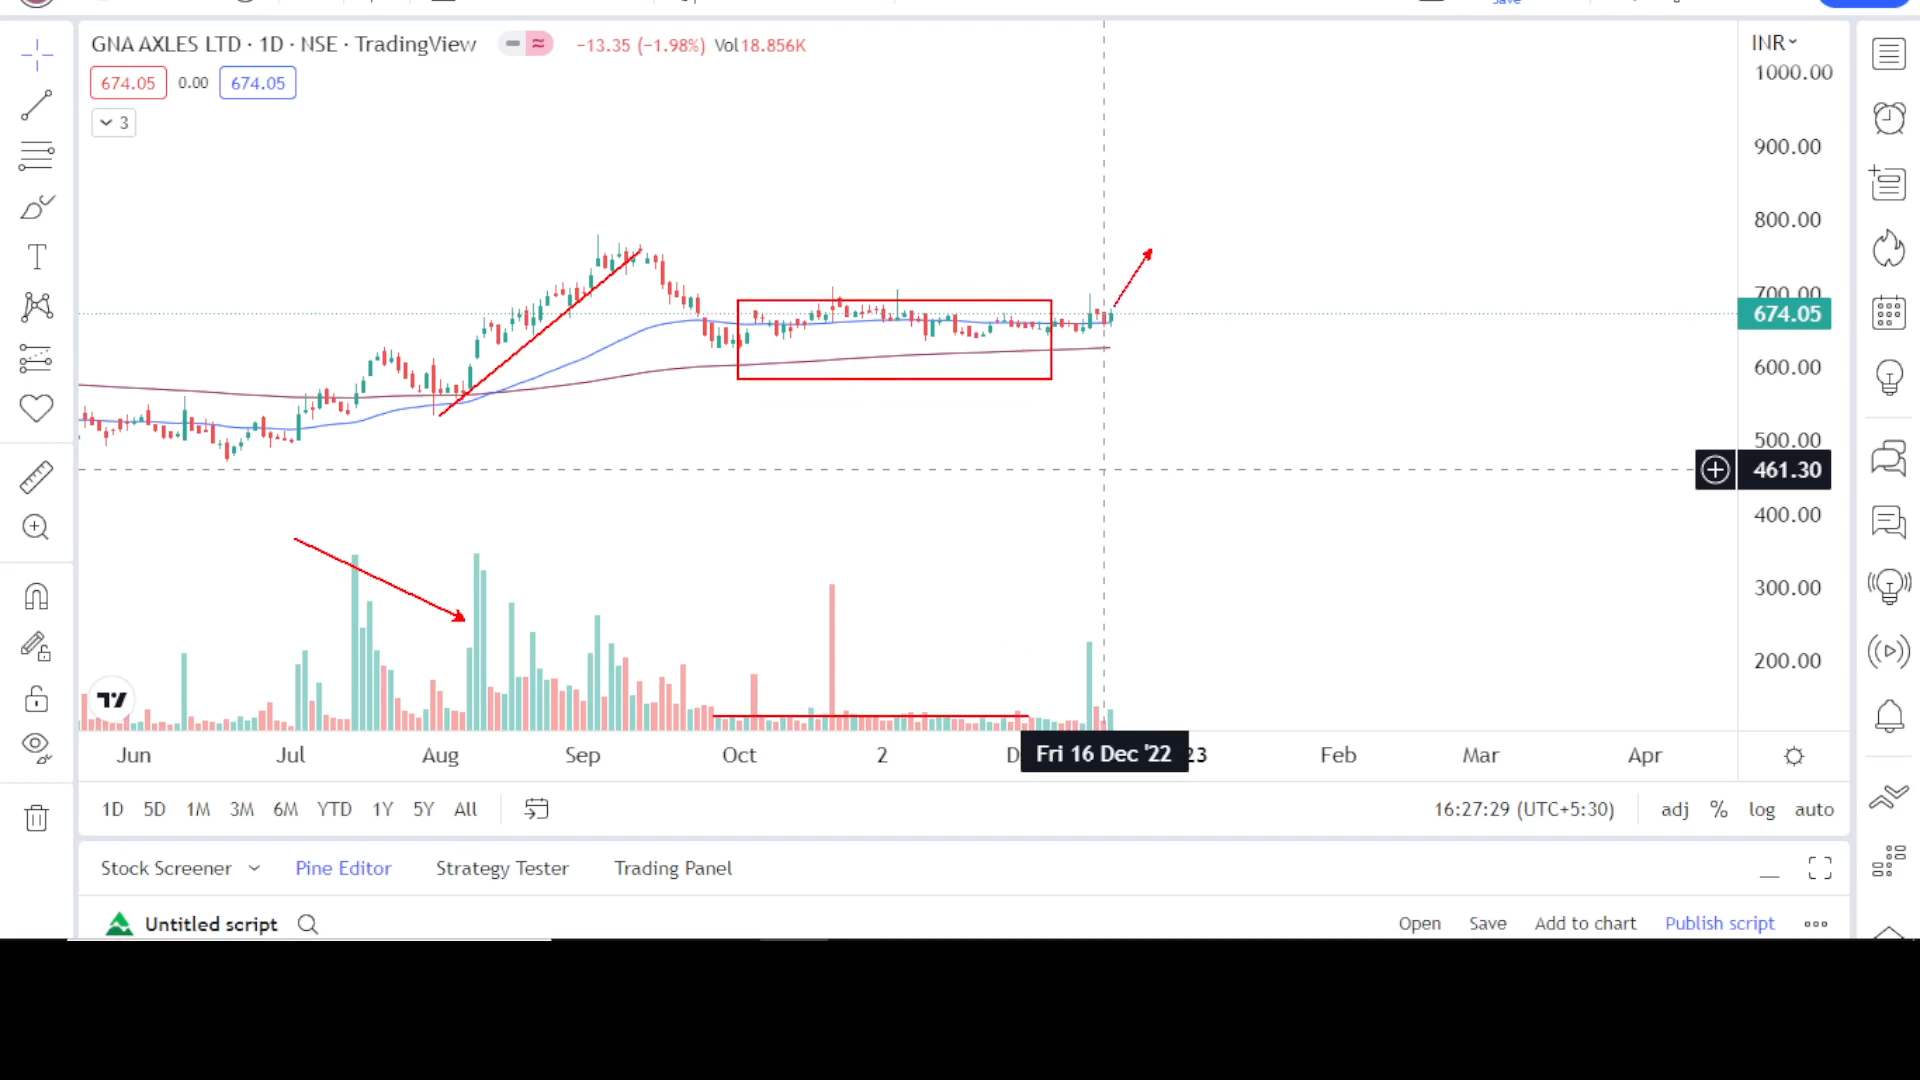 Save
GNA AXLES LTD · 1D · NSE · TradingView
−13.35 (−1.98%) Vol 18.856K
INR
674.05 0.00 674.05
3
1000.00
900.00
800.00
700.00
674.05
600.00
500.00
461.30
400.00
300.00
200.00
Jun Jul Aug Sep Oct 2 D Fri 16 Dec '22 23 Feb Mar Apr
1D 5D 1M 3M 6M YTD 1Y 5Y All
16:27:29 (UTC+5:30) adj % log auto
Stock Screener Pine Editor Strategy Tester Trading Panel
Untitled script
Open Save Add to chart Publish script